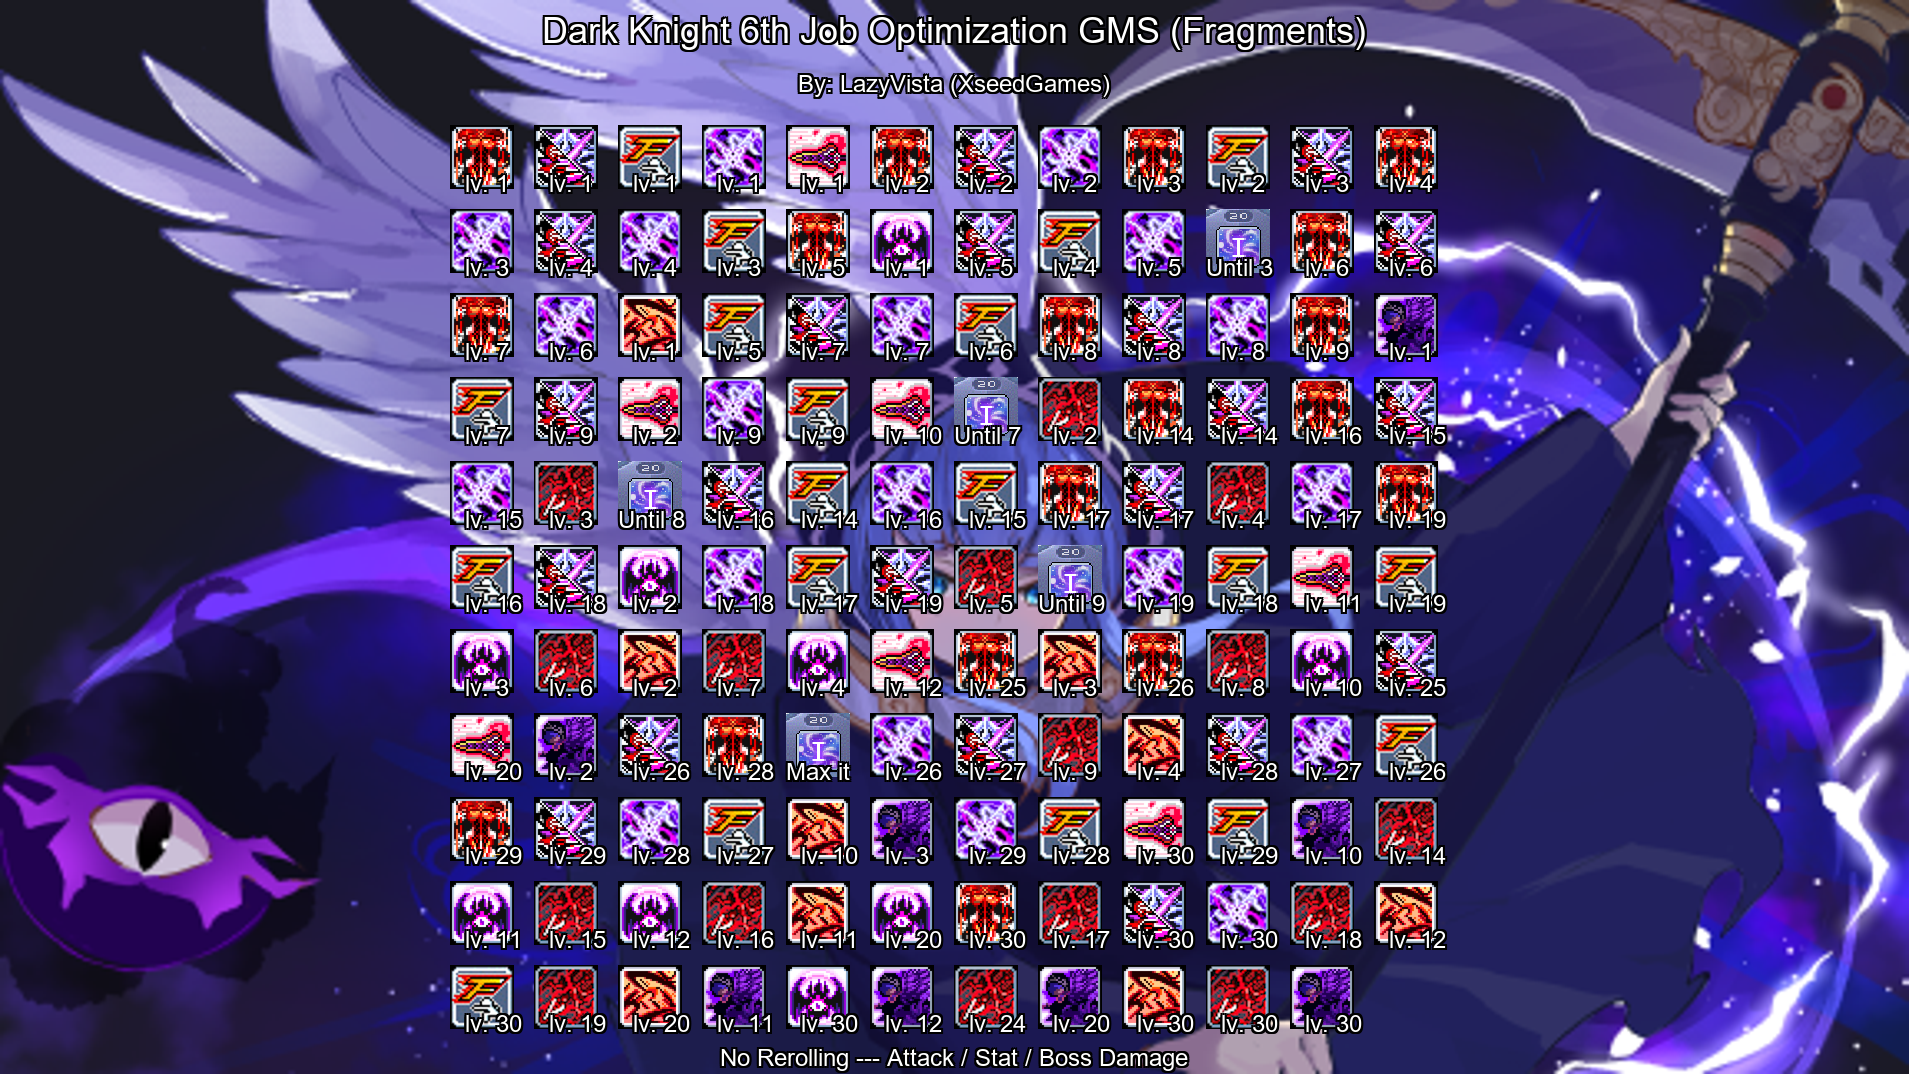 Dark Knight 6th Job Optimization GMS (Fragments)
By: LazyVista (XseedGames)
lv. 1 lv. 1 lv. 1 lv. 1 lv. 1 lv. 2 lv. 2 lv. 2 lv. 3 lv. 2 lv. 3 lv. 4
20
lv. 3 lv. 4 lv. 4 lv. 3 lv. 5 lv. 1 lv. 5 lv. 4 lv. 5 Until 3 lv. 6 lv. 6
lv. 7 lv. 6 lv. 1 lv. 5 lv. 7 lv. 7 lv. 6 lv. 8 lv. 8 lv. 8 lv. 9 lv. 1
20
lv. 7 lv. 9 lv. 2 lv. 9 lv. 9 lv. 10 Until 7 lv. 2 lv. 14 lv. 14 lv. 16 lv. 15
20
lv. 15 lv. 3 Until 8 lv. 16 lv. 14 lv. 16 lv. 15 lv. 17 lv. 17 lv. 4 lv. 17 lv. 19
20
lv. 16 lv. 18 lv. 2 lv. 18 lv. 17 lv. 19 lv. 5 Until 9 lv. 19 lv. 18 lv. 11 lv. 19
lv. 3 lv. 6 lv. 2 lv. 7 lv. 4 lv. 12 lv. 25 lv. 3 lv. 26 lv. 8 lv. 10 lv. 25
20
lv. 20 lv. 2 lv. 26 lv. 28 Max it lv. 26 lv. 27 lv. 9 lv. 4 lv. 28 lv. 27 lv. 26
lv. 29 lv. 29 lv. 28 lv. 27 lv. 10 lv. 3 lv. 29 lv. 28 lv. 30 lv. 29 lv. 10 lv. 14
lv. 11 lv. 15 lv. 12 lv. 16 lv. 11 lv. 20 lv. 30 lv. 17 lv. 30 lv. 30 lv. 18 lv. 12
lv. 30 lv. 19 lv. 20 lv. 11 lv. 30 lv. 12 lv. 24 lv. 20 lv. 30 lv. 30 lv. 30
No Rerolling --- Attack / Stat / Boss Damage